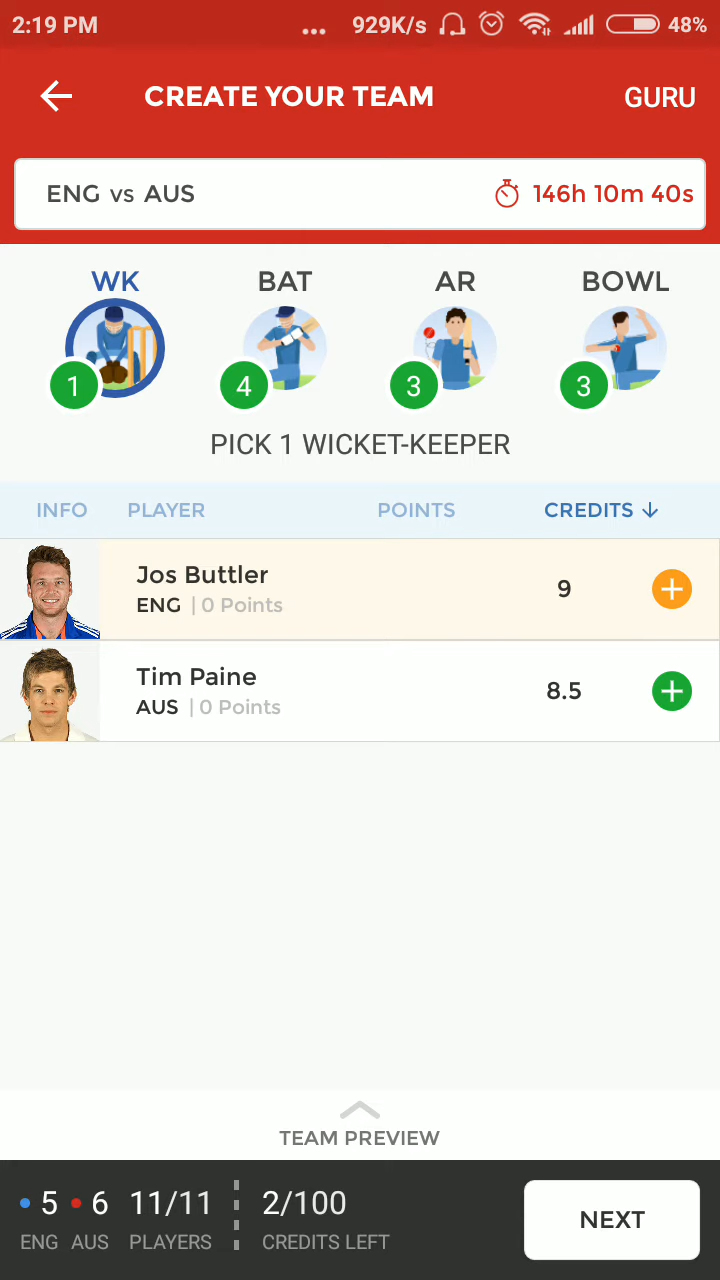 2:19 PM ... 929K/s 48%
CREATE YOUR TEAM GURU
ENG vs AUS 146h 10m 40s
WK BAT AR BOWL
1 4 3 3
PICK 1 WICKET-KEEPER
INFO PLAYER POINTS CREDITS ↓
Jos Buttler
ENG | 0 Points 9 +
Tim Paine
AUS | 0 Points 8.5 +
TEAM PREVIEW
5 6 11/11 2/100
ENG AUS PLAYERS CREDITS LEFT
NEXT